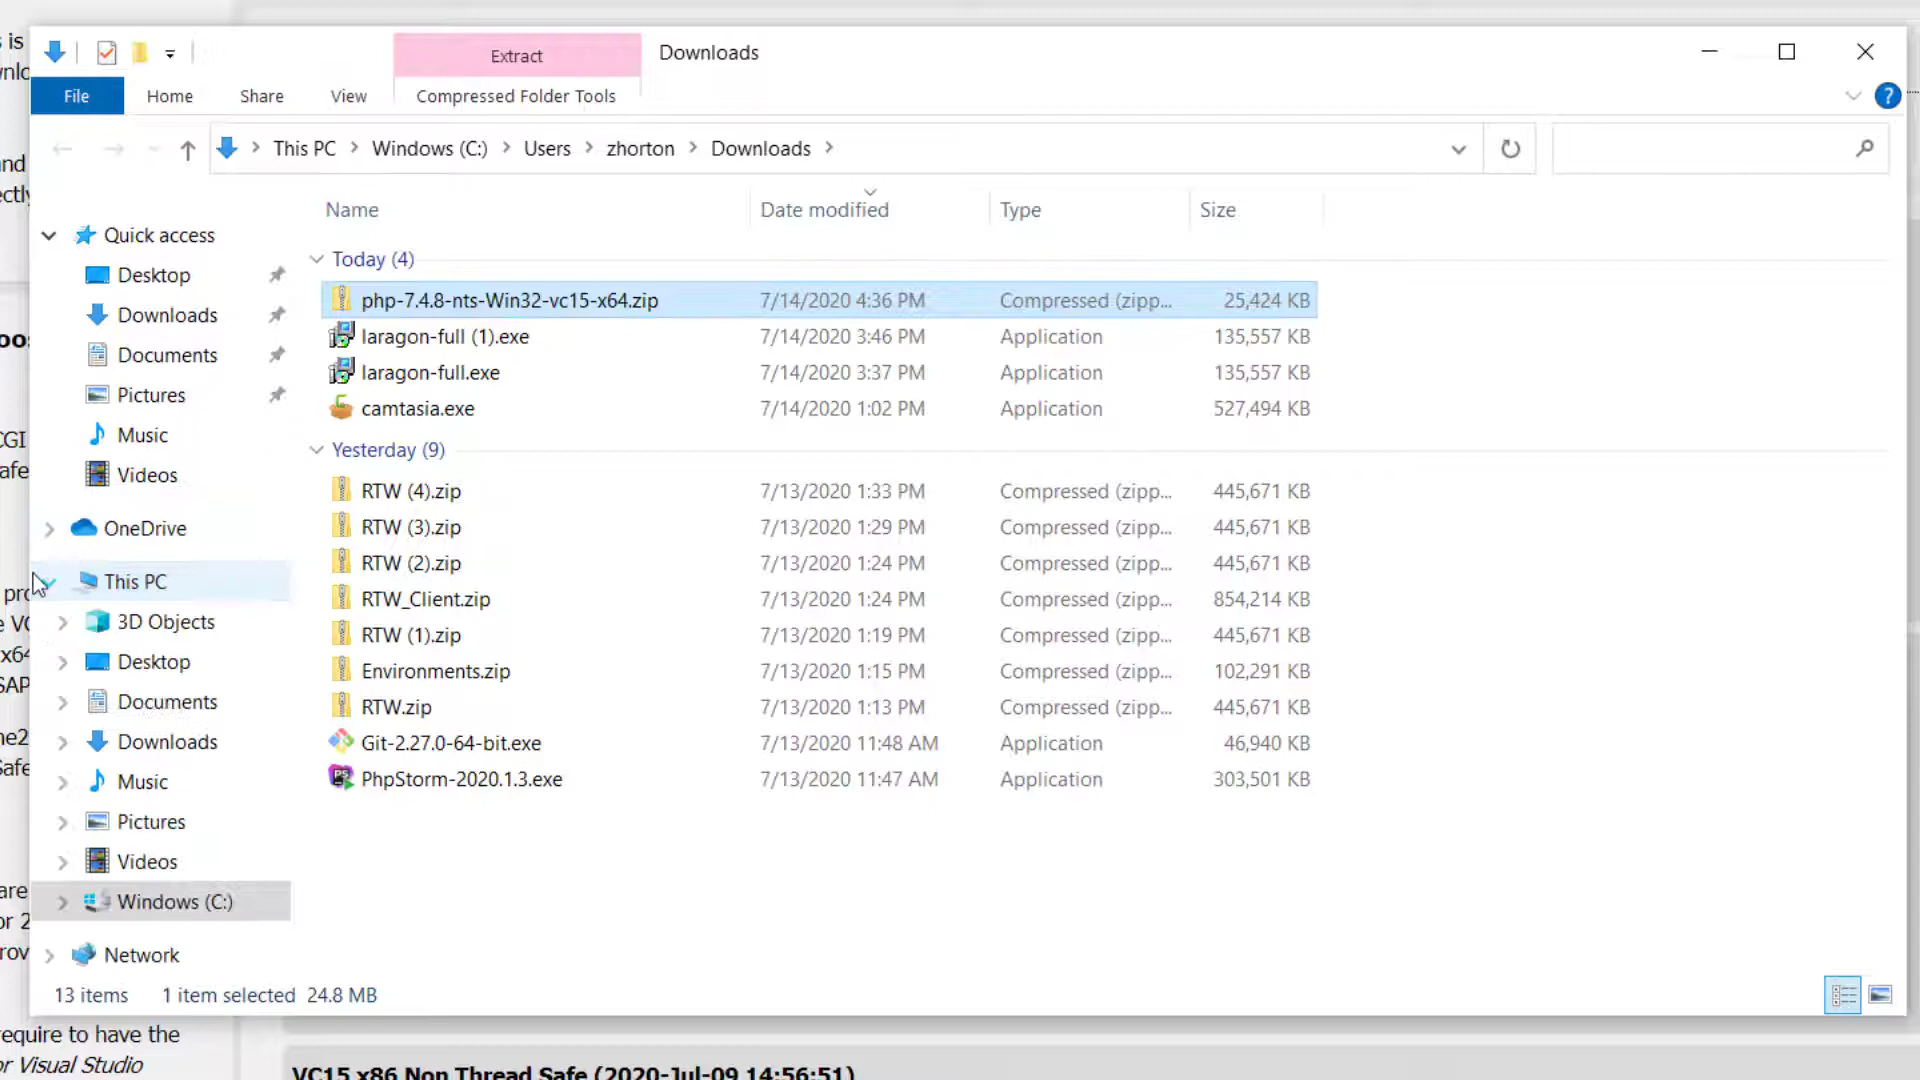 Extract
Downloads
File
Home
Share
View
Compressed Folder Tools
?
This PC > Windows (C:) > Users > zhorton > Downloads >
Name
Date modified
Type
Size
Quick access
Desktop
Downloads
Documents
Pictures
Music
Videos
OneDrive
This PC
3D Objects
Desktop
Documents
Downloads
Music
Pictures
Videos
Windows (C:)
Network
Today (4)
php-7.4.8-nts-Win32-vc15-x64.zip 7/14/2020 4:36 PM Compressed (zipp... 25,424 KB
laragon-full (1).exe 7/14/2020 3:46 PM Application 135,557 KB
laragon-full.exe 7/14/2020 3:37 PM Application 135,557 KB
camtasia.exe 7/14/2020 1:02 PM Application 527,494 KB
Yesterday (9)
RTW (4).zip 7/13/2020 1:33 PM Compressed (zipp... 445,671 KB
RTW (3).zip 7/13/2020 1:29 PM Compressed (zipp... 445,671 KB
RTW (2).zip 7/13/2020 1:24 PM Compressed (zipp... 445,671 KB
RTW_Client.zip 7/13/2020 1:24 PM Compressed (zipp... 854,214 KB
RTW (1).zip 7/13/2020 1:19 PM Compressed (zipp... 445,671 KB
Environments.zip 7/13/2020 1:15 PM Compressed (zipp... 102,291 KB
RTW.zip 7/13/2020 1:13 PM Compressed (zipp... 445,671 KB
Git-2.27.0-64-bit.exe 7/13/2020 11:48 AM Application 46,940 KB
PhpStorm-2020.1.3.exe 7/13/2020 11:47 AM Application 303,501 KB
13 items 1 item selected 24.8 MB
is
and
CGI
x64
are
or 2
require to have the
or Visual Studio
VC15 x86 Non Thread Safe (2020-Jul-09 14:56:51)